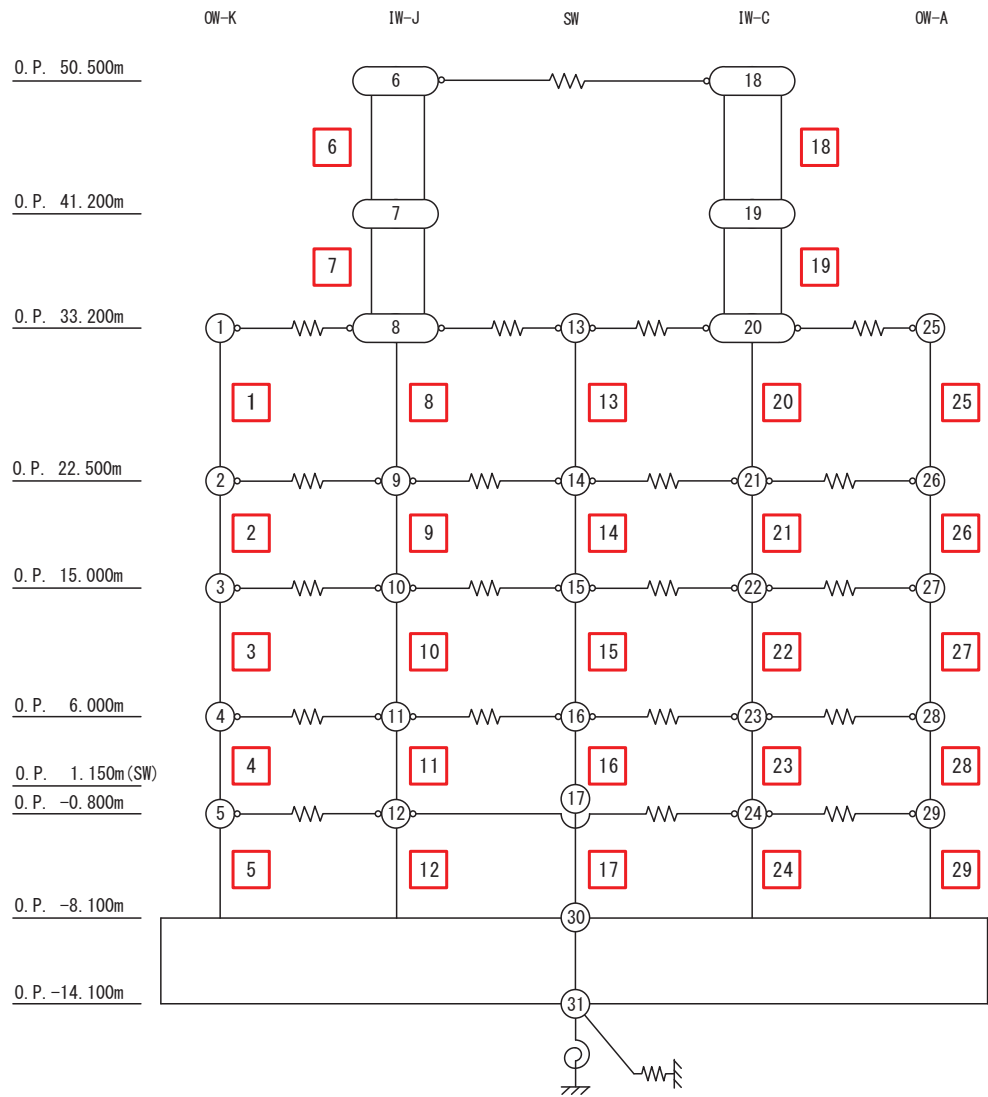 OW-K IW-J SW IW-C OW-A
O.P. 50.500m 6 18
6 18
O.P. 41.200m 7 19
7 19
O.P. 33.200m 1 8 13 20 25
1 8 13 20 25
O.P. 22.500m 2 9 14 21 26
2 9 14 21 26
O.P. 15.000m 3 10 15 22 27
3 10 15 22 27
O.P. 6.000m 4 11 16 23 28
4 11 16 23 28
O.P. 1.150m(SW)
17
O.P. -0.800m 5 12 24 29
5 12 17 24 29
O.P. -8.100m 30
O.P.-14.100m 31